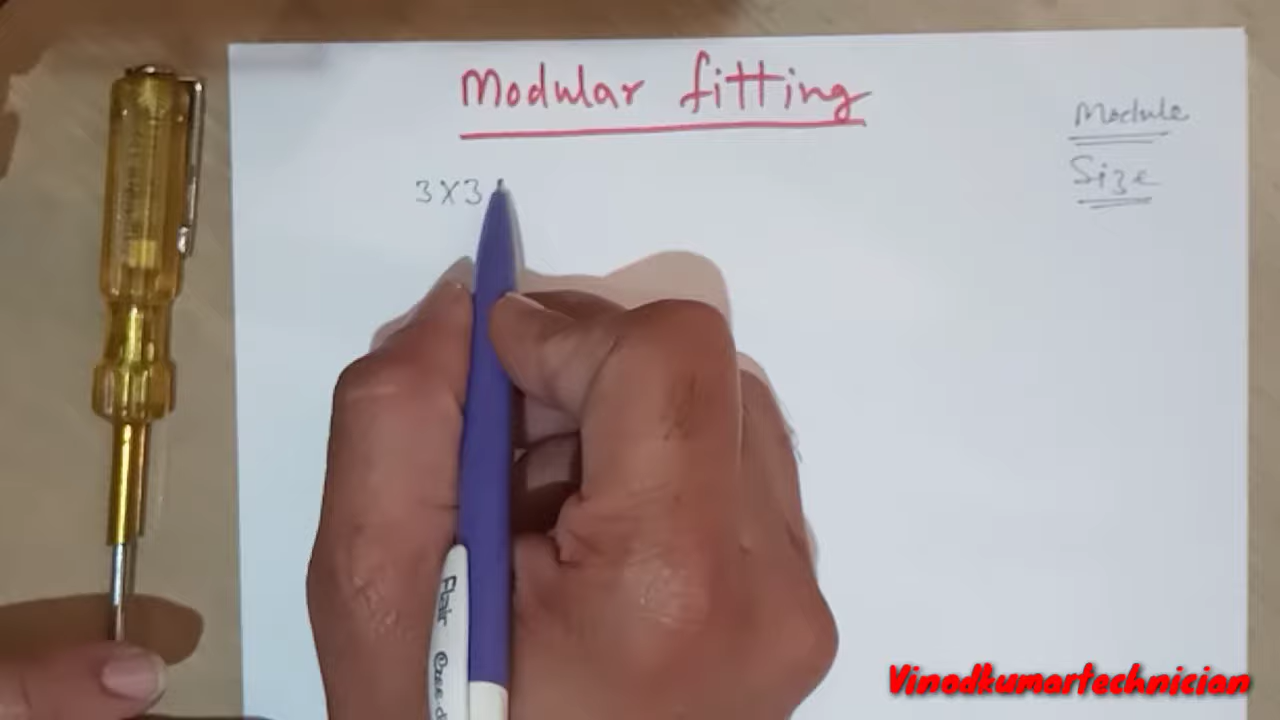 Modular fitting
Module
Size
3X3
Flair
Vinodkumartechnician